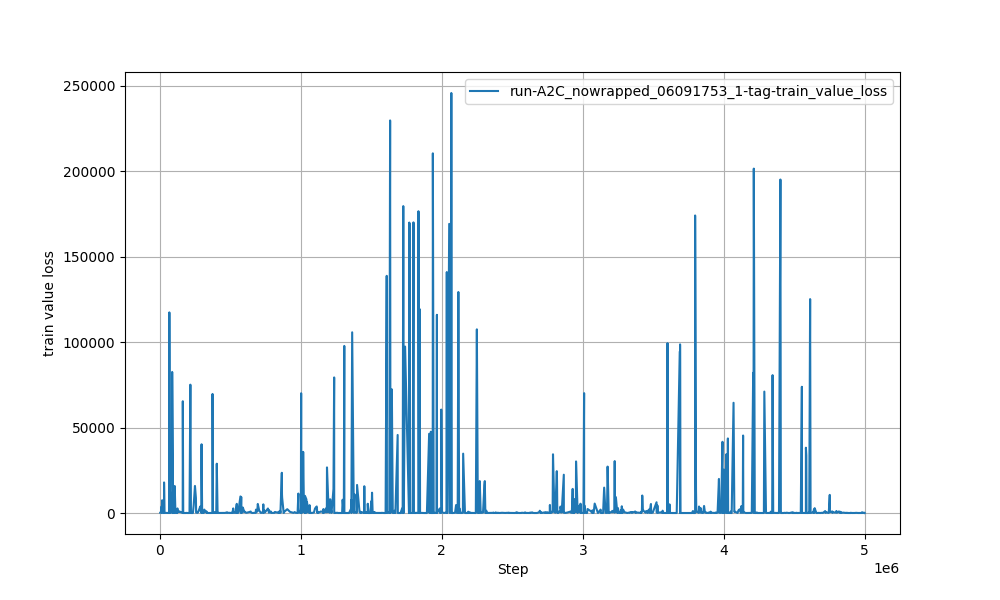 run-A2C_nowrapped_06091753_1-tag-train_value_loss
250000
200000
150000
100000
50000
0
train value loss
0 1 2 3 4 5
1e6
Step